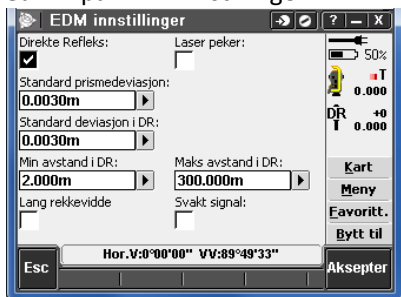 EDM innstillinger
? – X
Direkte Refleks:
Laser peker:
50%
Standard prismedeviasjon:
0.0030m
T
0.000
Standard deviasjon i DR:
0.0030m
DR +0
T 0.000
Min avstand i DR:
Maks avstand i DR:
2.000m
300.000m
Lang rekkevidde
Svakt signal:
Kart
Meny
Favoritt.
Bytt til
Hor.V:0°00'00" VV:89°49'33"
Esc
Aksepter